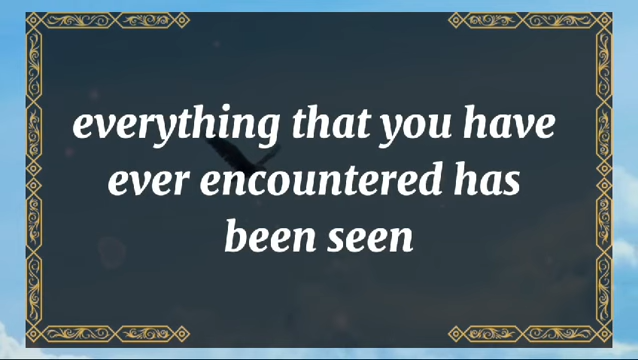 everything that you have
ever encountered has
been seen